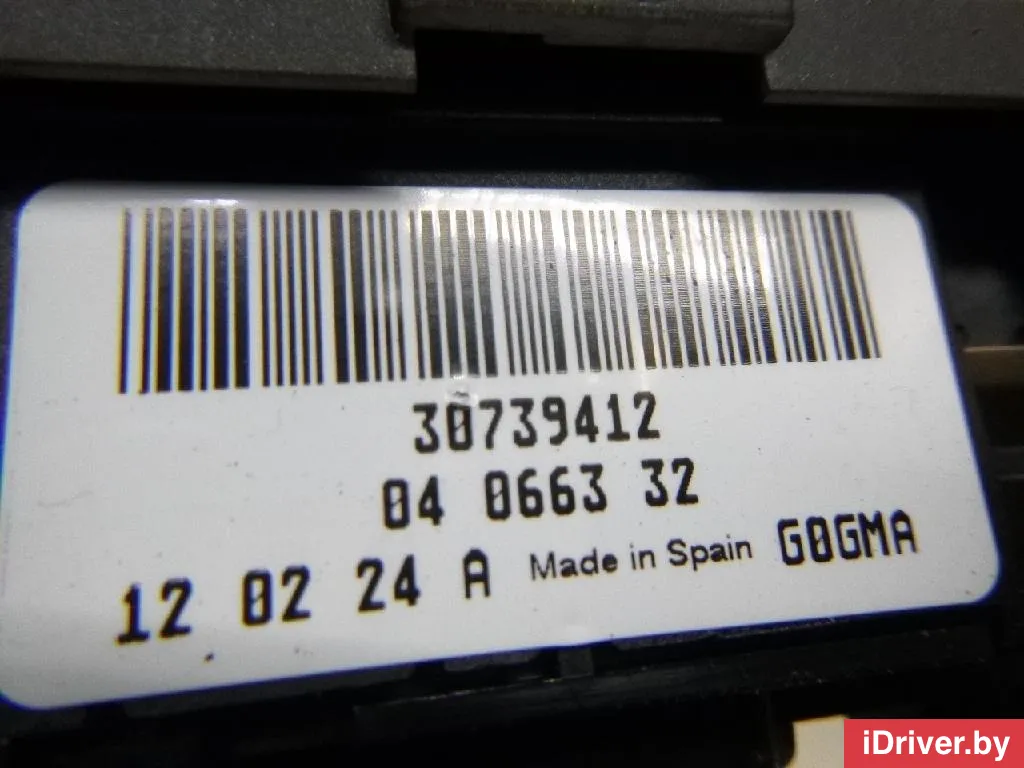 30739412
04 0663 32
12 02 24 A Made in Spain G0GMA
iDriver.by